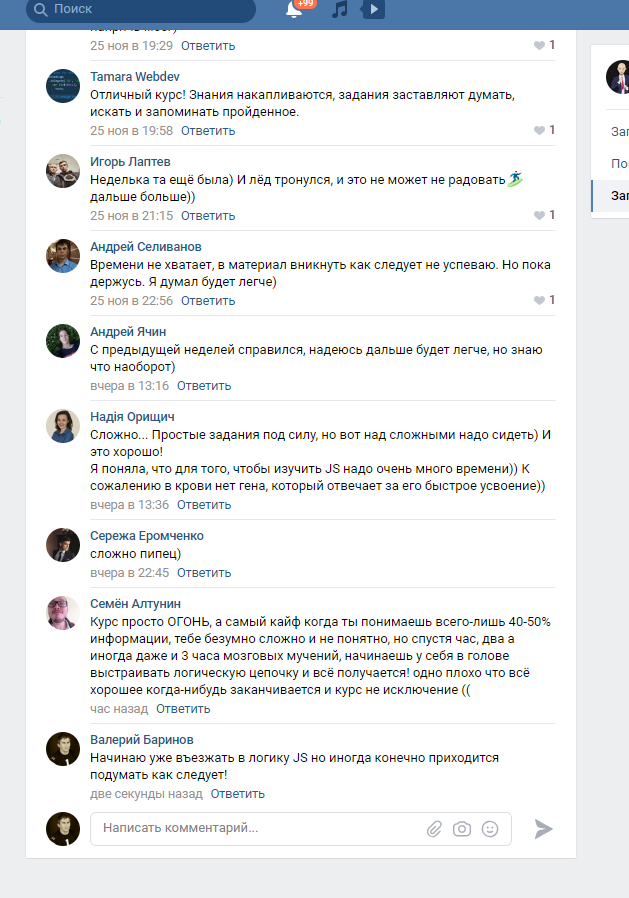 Поиск
+99
25 ноя в 19:29 Ответить 1
Tamara Webdev
Отличный курс! Знания накапливаются, задания заставляют думать,
искать и запоминать пройденное.
25 ноя в 19:58 Ответить 1
Игорь Лаптев
Неделька та ещё была) И лёд тронулся, и это не может не радовать🏄
дальше больше))
25 ноя в 21:15 Ответить 1
Андрей Селиванов
Времени не хватает, в материал вникнуть как следует не успеваю. Но пока
держусь. Я думал будет легче)
25 ноя в 22:56 Ответить 1
Андрей Ячин
С предыдущей неделей справился, надеюсь дальше будет легче, но знаю
что наоборот)
вчера в 13:16 Ответить
Надія Орищич
Сложно... Простые задания под силу, но вот над сложными надо сидеть) И
это хорошо!
Я поняла, что для того, чтобы изучить JS надо очень много времени)) К
сожалению в крови нет гена, который отвечает за его быстрое усвоение))
вчера в 13:36 Ответить
Сережа Еромченко
сложно пипец)
вчера в 22:45 Ответить
Семён Алтунин
Курс просто ОГОНЬ, а самый кайф когда ты понимаешь всего-лишь 40-50%
информации, тебе безумно сложно и не понятно, но спустя час, два а
иногда даже и 3 часа мозговых мучений, начинаешь у себя в голове
выстраивать логическую цепочку и всё получается! одно плохо что всё
хорошее когда-нибудь заканчивается и курс не исключение ((
час назад Ответить
Валерий Баринов
Начинаю уже въезжать в логику JS но иногда конечно приходится
подумать как следует!
две секунды назад Ответить
Написать комментарий...